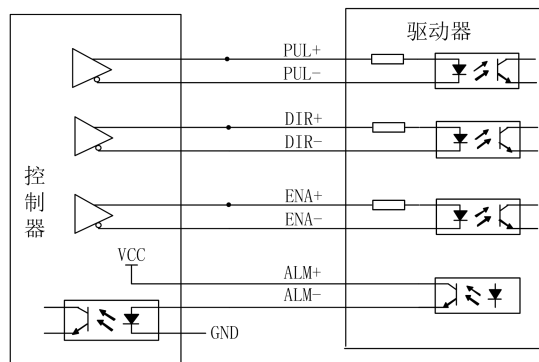 驱动器
PUL+
PUL-
DIR+
DIR-
控制器
ENA+
ENA-
VCC
ALM+
ALM-
GND